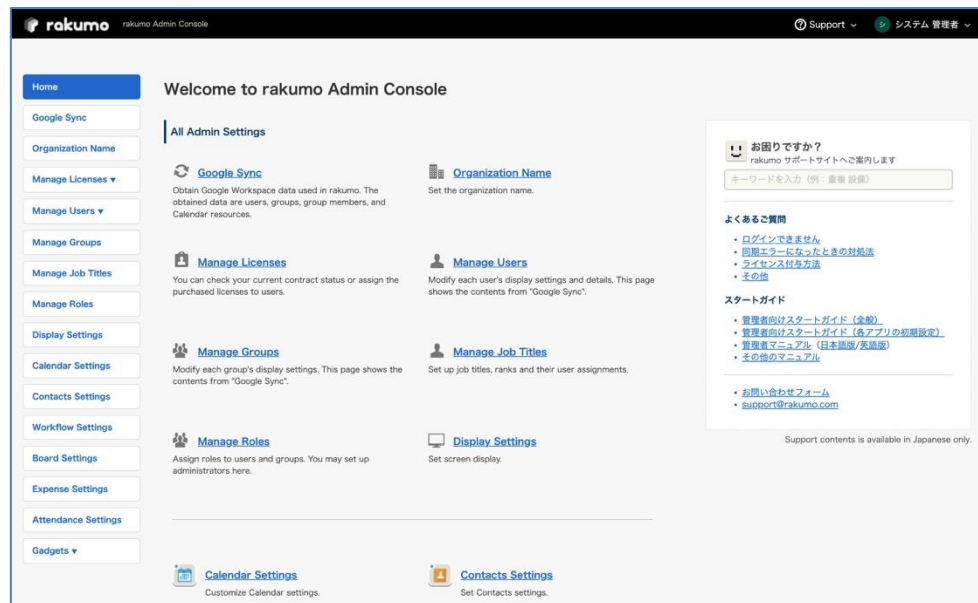 rakumo rakumo Admin Console
Support
シ システム 管理者
Home
Google Sync
Organization Name
Manage Licenses ▼
Manage Users ▼
Manage Groups
Manage Job Titles
Manage Roles
Display Settings
Calendar Settings
Contacts Settings
Workflow Settings
Board Settings
Expense Settings
Attendance Settings
Gadgets ▼
Welcome to rakumo Admin Console
All Admin Settings
Google Sync
Obtain Google Workspace data used in rakumo. The
obtained data are users, groups, group members, and
Calendar resources.
Organization Name
Set the organization name.
Manage Licenses
You can check your current contract status or assign the
purchased licenses to users.
Manage Users
Modify each user's display settings and details. This page
shows the contents from "Google Sync".
Manage Groups
Modify each group's display settings. This page shows the
contents from "Google Sync".
Manage Job Titles
Set up job titles, ranks and their user assignments.
Manage Roles
Assign roles to users and groups. You may set up
administrators here.
Display Settings
Set screen display.
Calendar Settings
Customize Calendar settings.
Contacts Settings
Set Contacts settings.
お困りですか？
rakumo サポートサイトへご案内します
キーワードを入力（例：重複 設備）
よくあるご質問
• ログインできません
• 同期エラーになったときの対処法
• ライセンス付与方法
• その他
スタートガイド
• 管理者向けスタートガイド（全般）
• 管理者向けスタートガイド（各アプリの初期設定）
• 管理者マニュアル（日本語版/英語版）
• その他のマニュアル
• お問い合わせフォーム
• support@rakumo.com
Support contents is available in Japanese only.